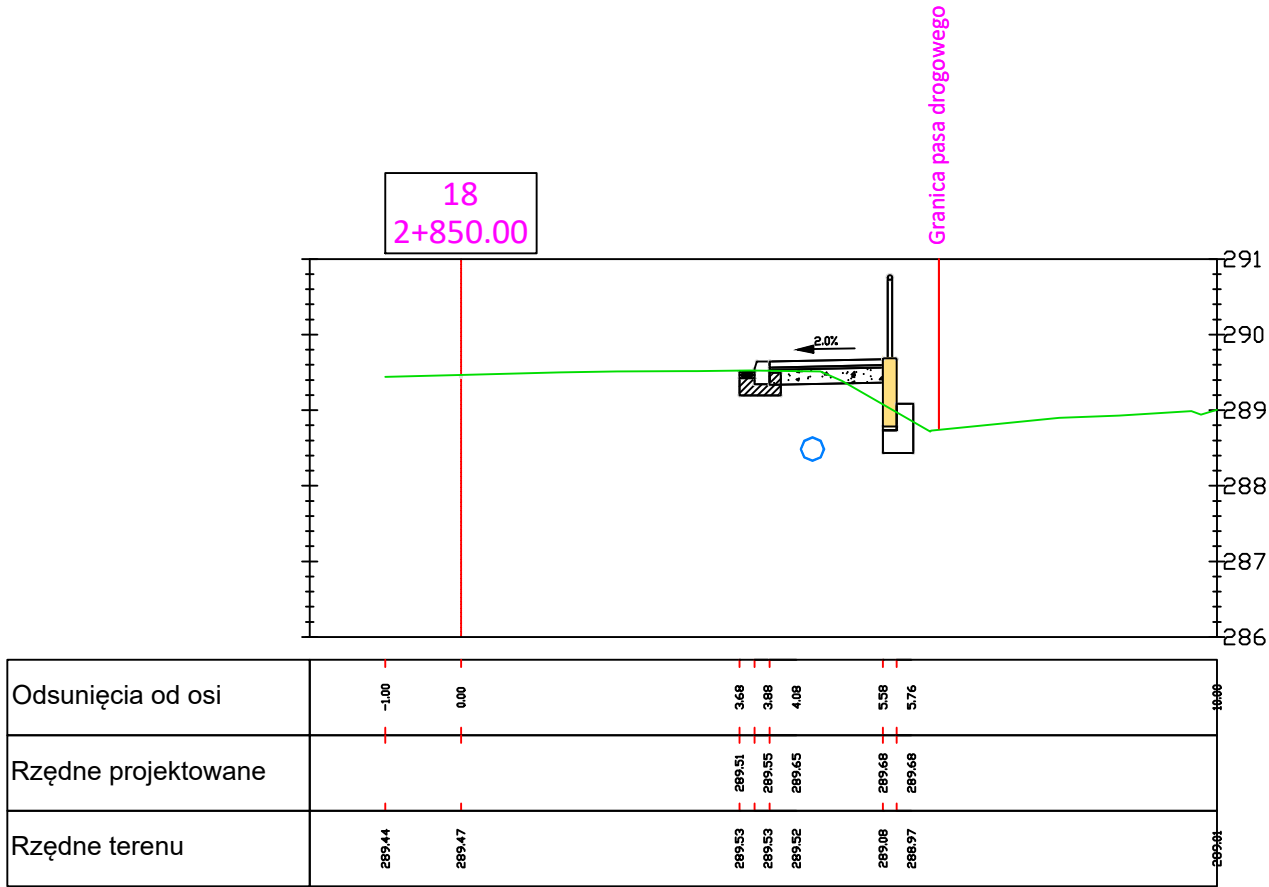 Granica pasa drogowego
18
2+850.00
291
290
2.0%
289
288
287
286
Odsunięcia od osi -1.00 0.00 3.68 3.88 4.08 5.58 5.76 10.00
Rzędne projektowane 289.51 289.55 289.65 289.68 289.68
Rzędne terenu 289.44 289.47 289.53 289.53 289.52 289.08 288.97 289.01